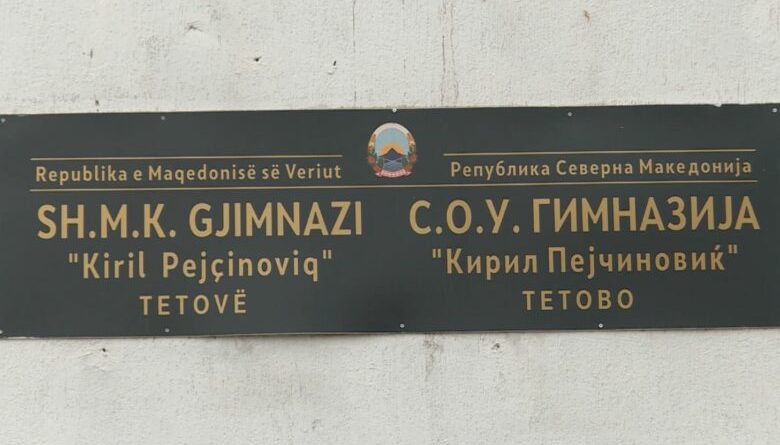 Republika e Maqedonisë së Veriut
SH.M.K. GJIMNAZI
"Kiril Pejçinoviq"
TETOVË
Република Северна Македонија
С.О.У. ГИМНАЗИЈА
"Кирил Пејчиновиќ"
ТЕТОВО